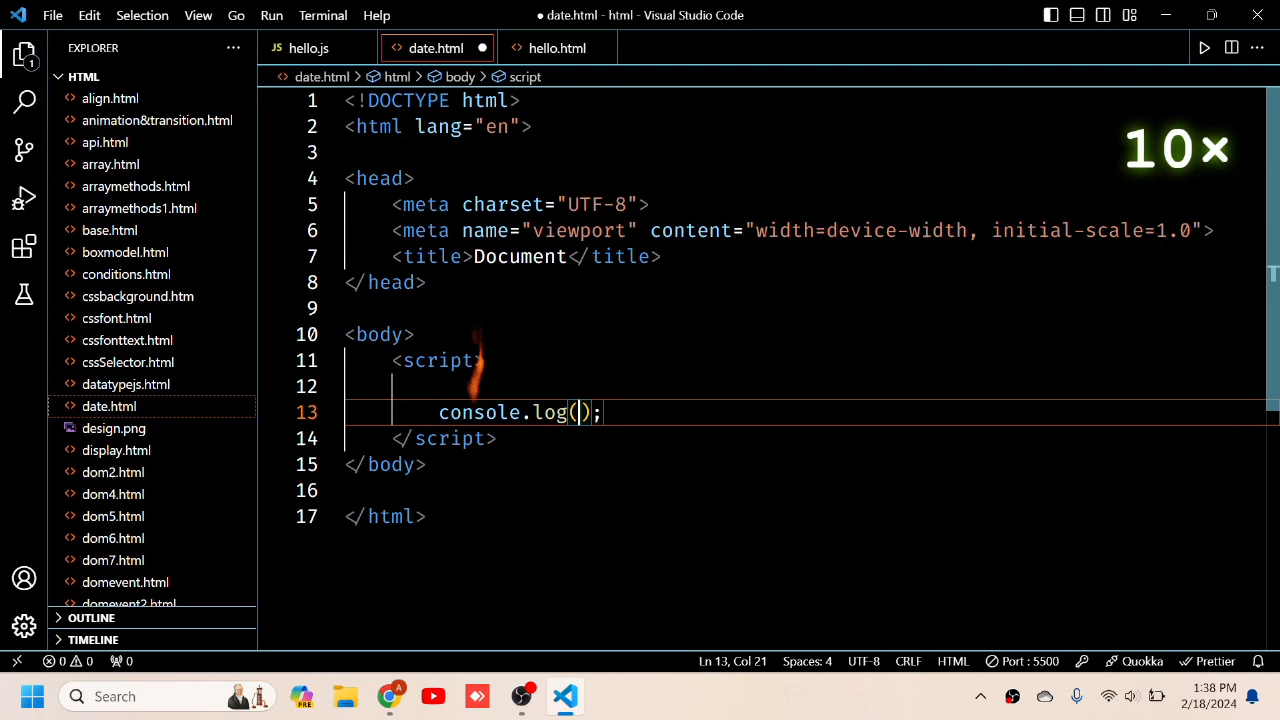 File Edit Selection View Go Run Terminal Help
● date.html - html - Visual Studio Code
EXPLORER
JS hello.js
date.html
hello.html
1
HTML
date.html > html > body > script
align.html
animation&transition.html
api.html
array.html
arraymethods.html
arraymethods1.html
base.html
boxmodel.html
conditions.html
cssbackground.htm
cssfont.html
cssfonttext.html
cssSelector.html
datatypejs.html
date.html
design.png
display.html
dom2.html
dom4.html
dom5.html
dom6.html
dom7.html
domevent.html
domevent2.html
OUTLINE
TIMELINE
1 <!DOCTYPE html>
2 <html lang="en">
3
4 <head>
5 <meta charset="UTF-8">
6 <meta name="viewport" content="width=device-width, initial-scale=1.0">
7 <title>Document</title>
8 </head>
9
10 <body>
11 <script>
12
13 console.log();
14 </script>
15 </body>
16
17 </html>
10×
0 0 0
Ln 13, Col 21 Spaces: 4 UTF-8 CRLF HTML Port : 5500 Quokka Prettier
Search
PRE
A
1:38 PM
2/18/2024